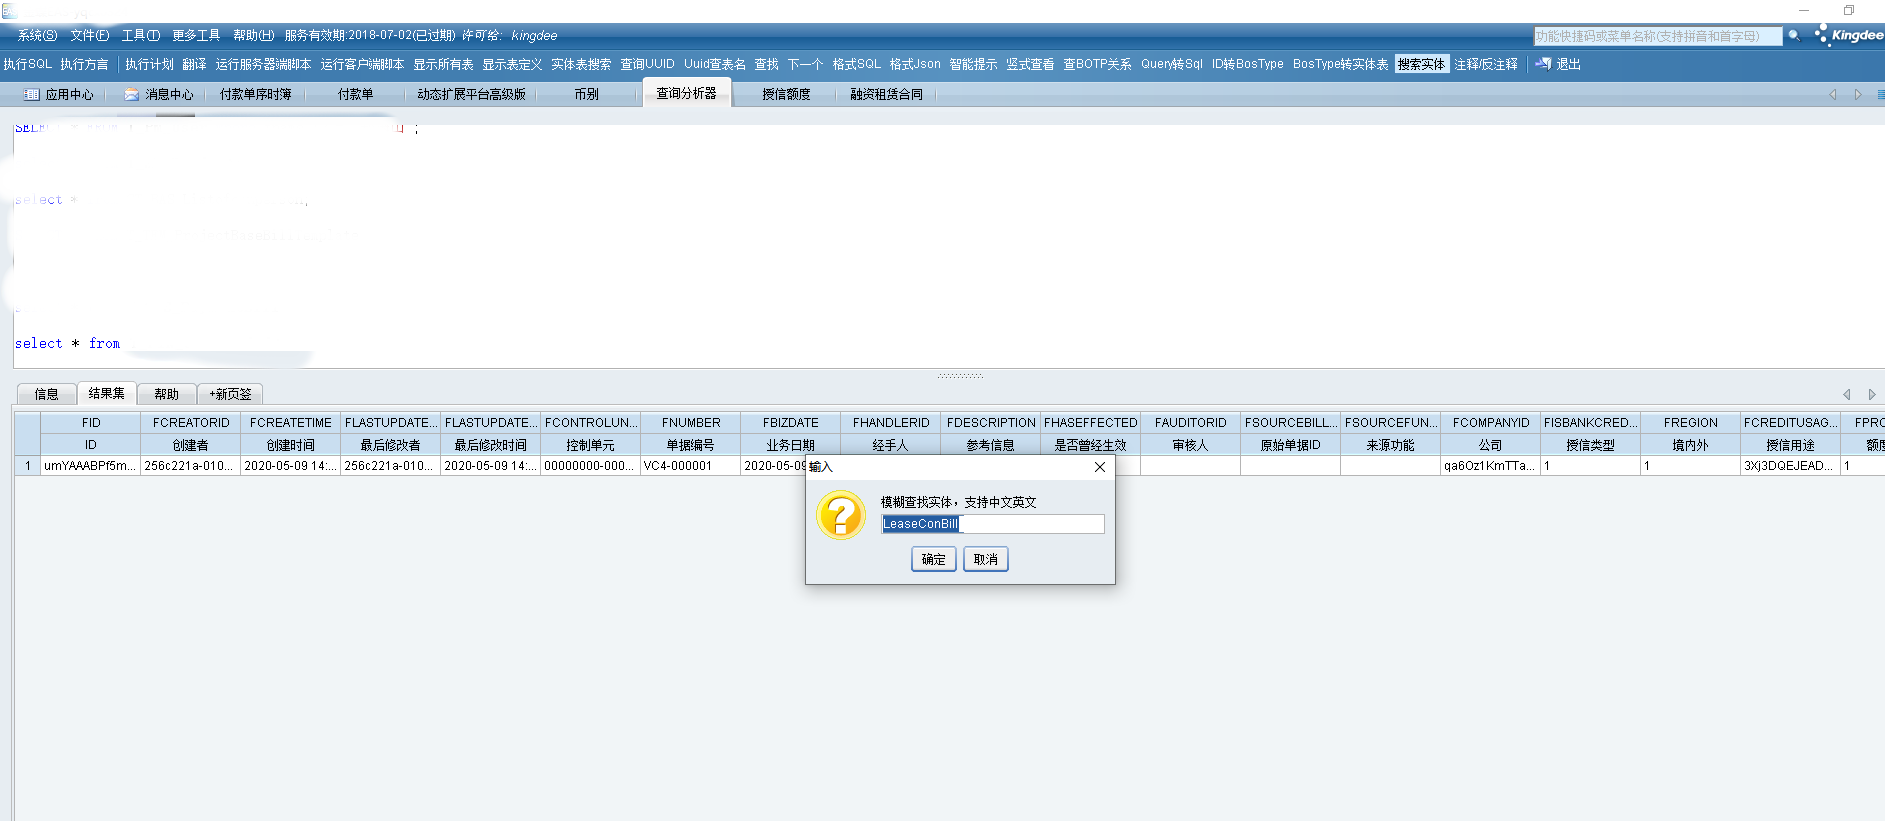 系统(S) 文件(F) 工具(T) 更多工具 帮助(H) 服务有效期:2018-07-02(已过期) 许可给: kingdee 功能快捷码或菜单名称(支持拼音和首字母) Kingdee
执行SQL 执行方言 执行计划 翻译 运行服务器端脚本 运行客户端脚本 显示所有表 显示表定义 实体表搜索 查询UUID Uuid查表名 查找 下一个 格式SQL 格式Json 智能提示 竖式查看 查BOTP关系 Query转Sql ID转BosType BosType转实体表 搜索实体 注释/反注释 退出
应用中心 消息中心 付款单序时簿 付款单 动态扩展平台高级版 币别 查询分析器 授信额度 融资租赁合同
select *
select * from
信息 结果集 帮助 +新页签
FID FCREATORID FCREATETIME FLASTUPDATE... FLASTUPDATE... FCONTROLUN... FNUMBER FBIZDATE FHANDLERID FDESCRIPTION FHASEFFECTED FAUDITORID FSOURCEBILL... FSOURCEFUN... FCOMPANYID FISBANKCRED... FREGION FCREDITUSAG... FPRO
ID 创建者 创建时间 最后修改者 最后修改时间 控制单元 单据编号 业务日期 经手人 参考信息 是否曾经生效 审核人 原始单据ID 来源功能 公司 授信类型 境内外 授信用途
1 umYAAABPf5m... 256c221a-010... 2020-05-09 14:... 256c221a-010... 2020-05-09 14:... 00000000-000... VC4-000001 2020-05-09 qa6Oz1KmTTa... 1 1 3Xj3DQEJEAD... 1
输入
模糊查找实体，支持中文英文
LeaseConBill
确定 取消